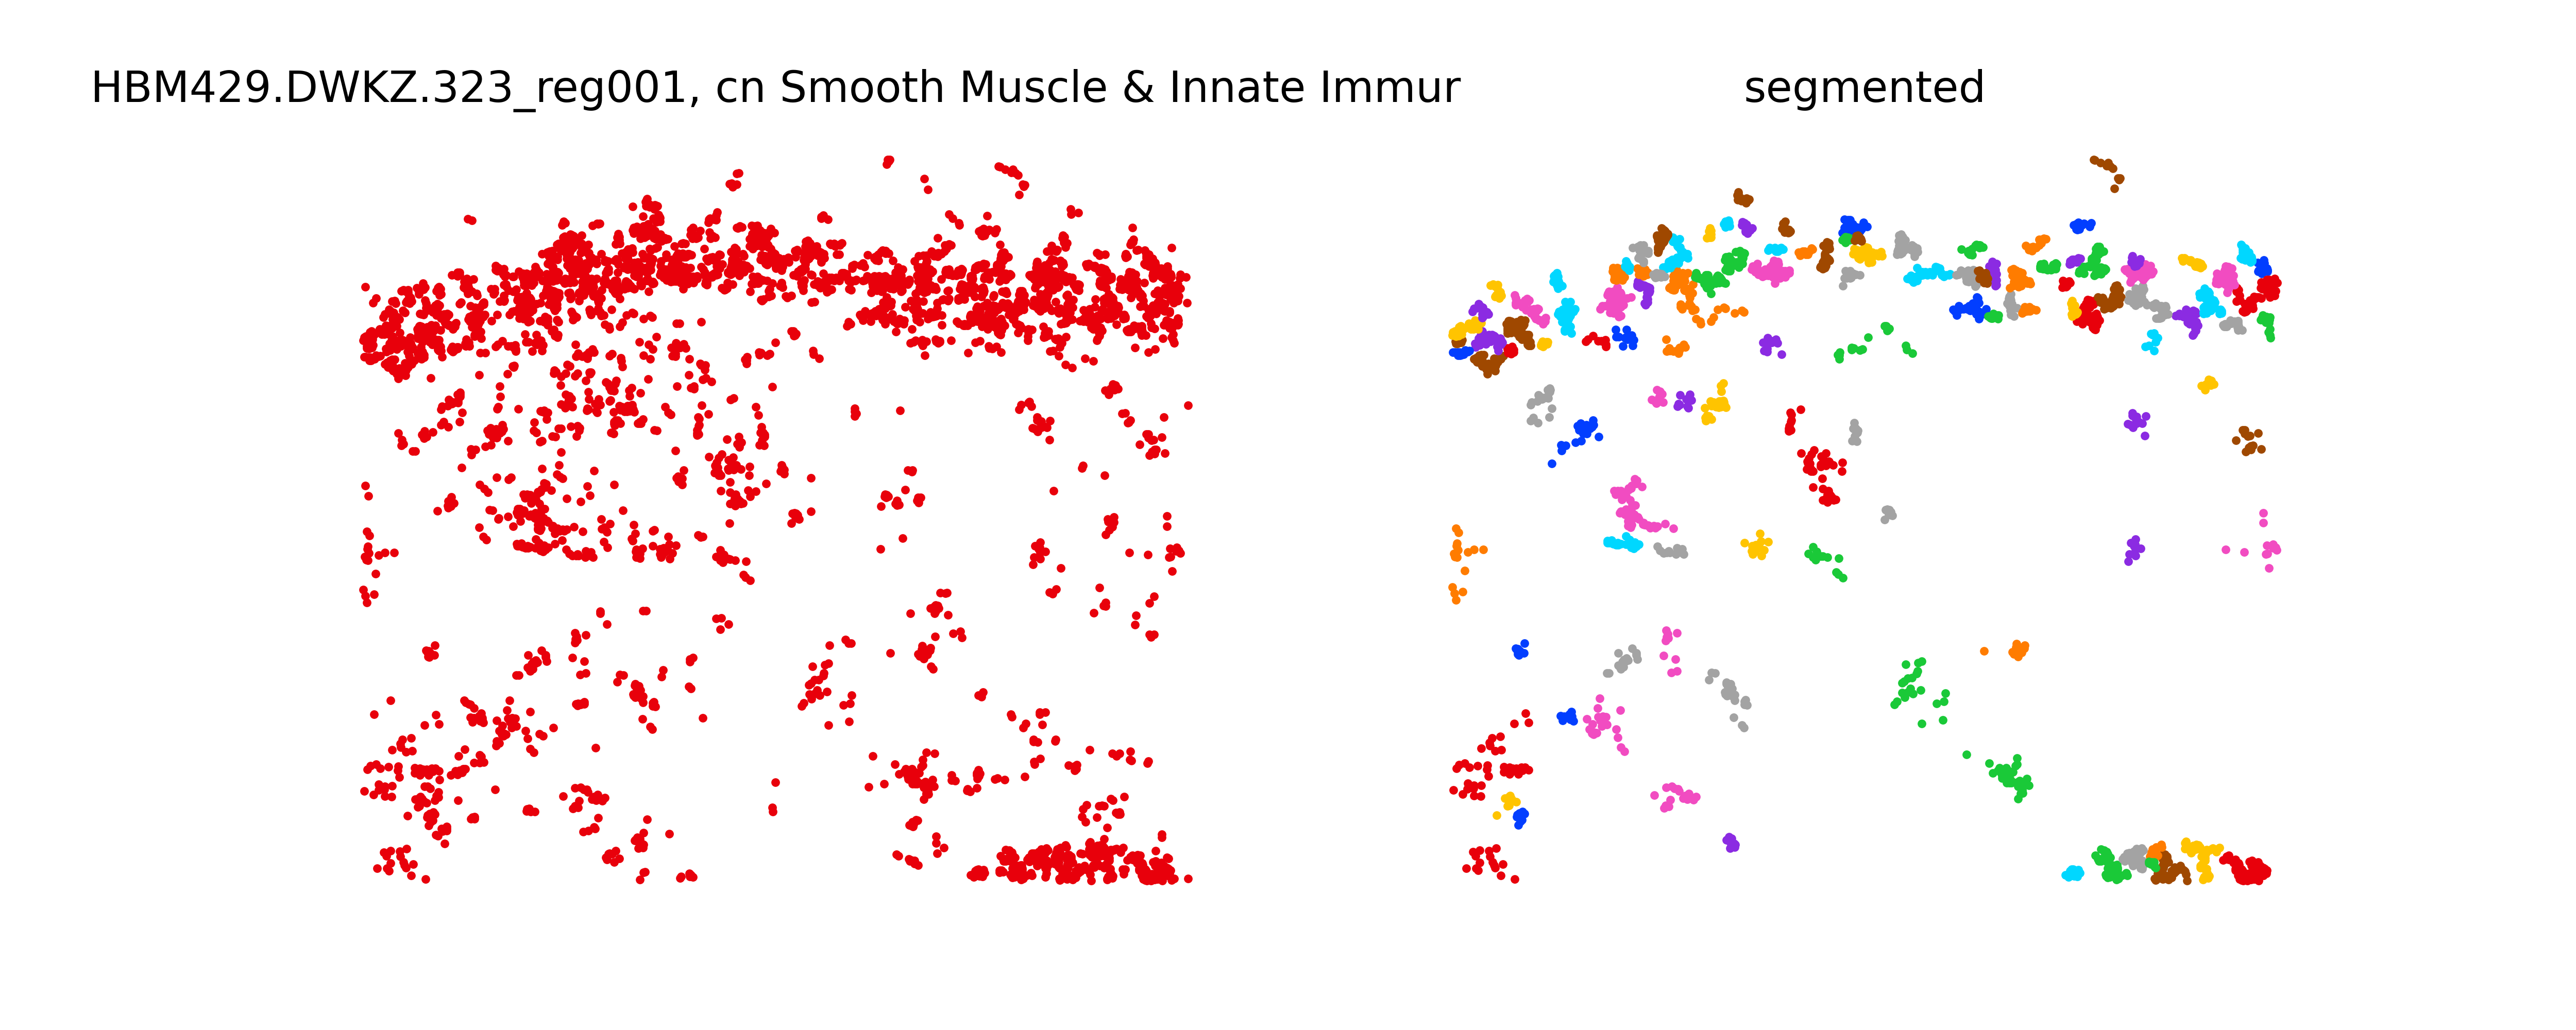 HBM429.DWKZ.323_reg001, cn Smooth Muscle & Innate Immur
segmented